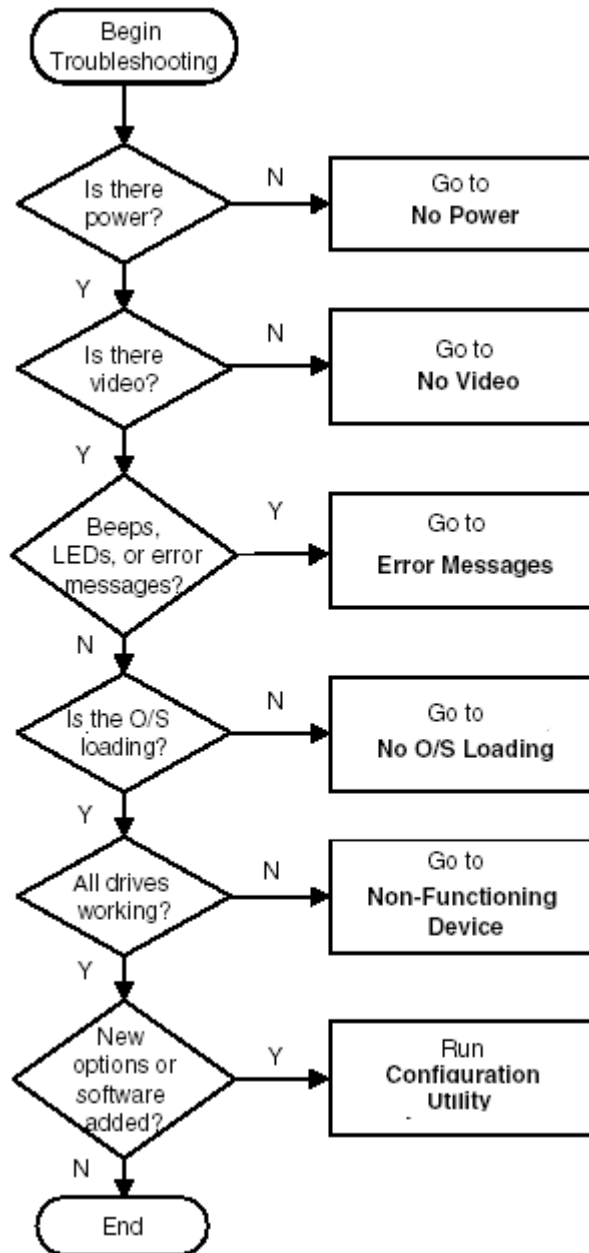 Begin
Troubleshooting
Is there
power?
N
Go to
No Power
Y
Is there
video?
N
Go to
No Video
Y
Beeps,
LEDs, or error
messages?
Y
Go to
Error Messages
N
Is the O/S
loading?
N
Go to
No O/S Loading
Y
All drives
working?
N
Go to
Non-Functioning
Device
Y
New
options or
software
added?
Y
Run
Configuration
Utility
N
End